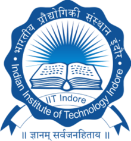 भारतीय प्रौद्योगिकी संस्थान इंदौर
Indian Institute of Technology Indore
IIT Indore
॥ ज्ञानम् सर्वजनहिताय ॥